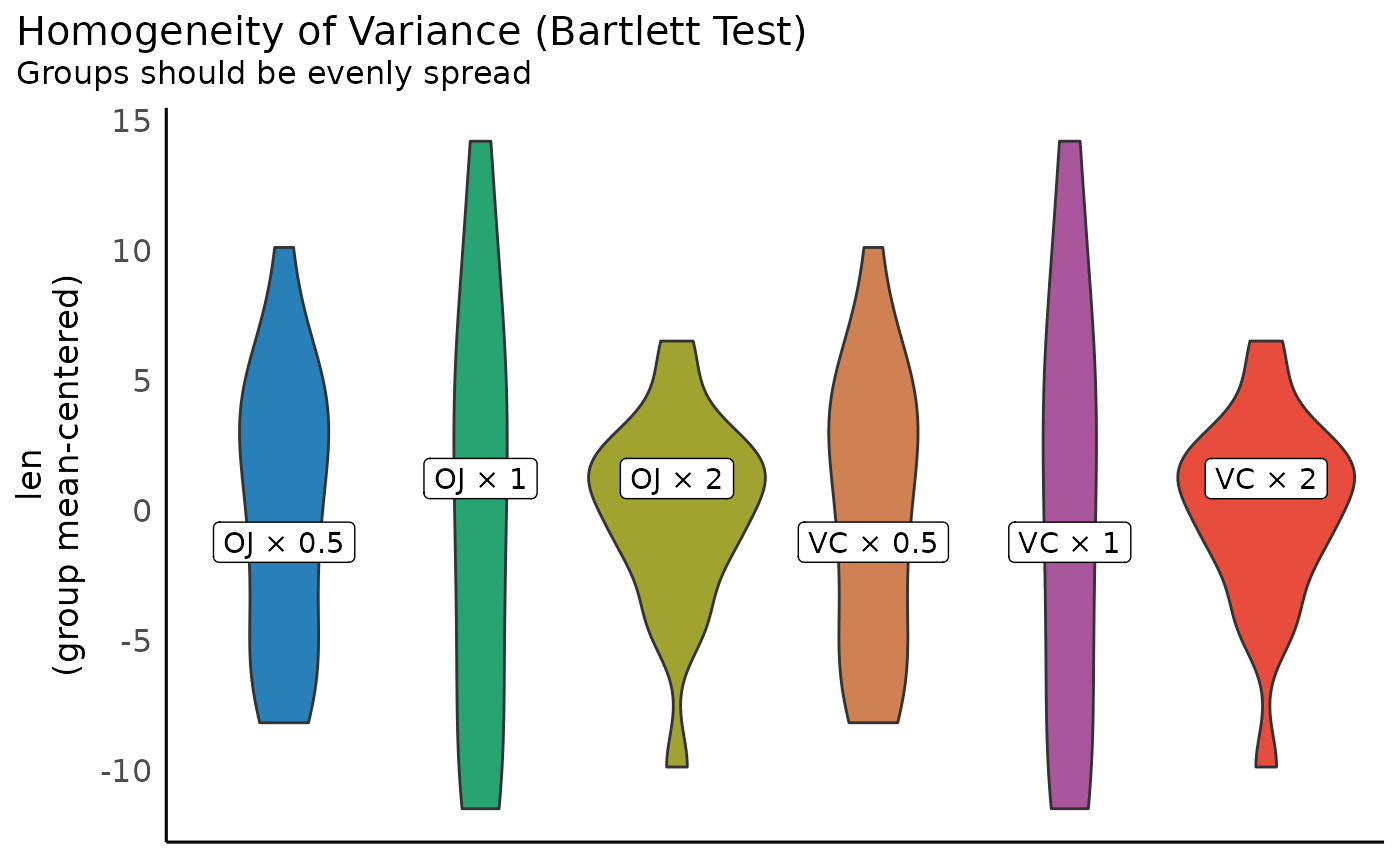 Homogeneity of Variance (Bartlett Test)
Groups should be evenly spread
len
(group mean-centered)
15
10
5
0
-5
-10
OJ × 0.5
OJ × 1
OJ × 2
VC × 0.5
VC × 1
VC × 2